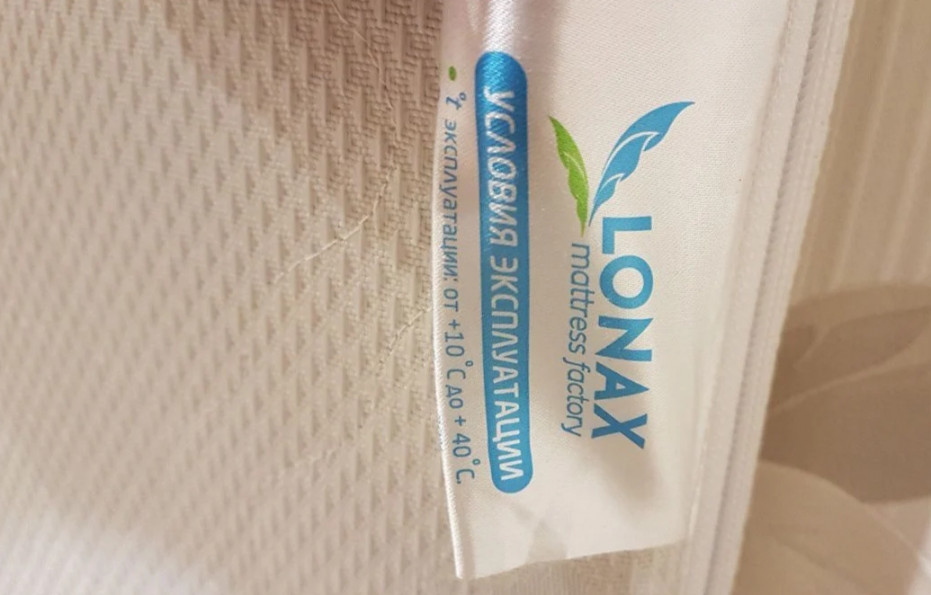 LONAX
mattress factory
УСЛОВИЯ ЭКСПЛУАТАЦИИ
• t° эксплуатации: от +10 °С до + 40 °С.